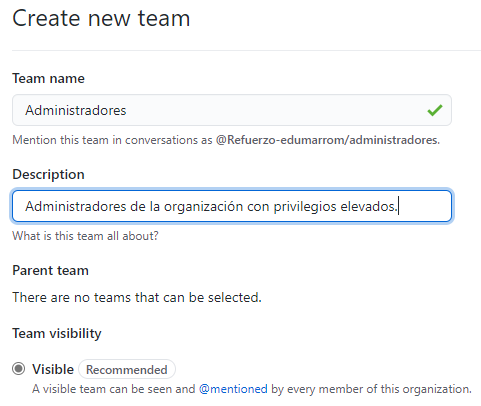 Create new team
Team name
Administradores
Mention this team in conversations as @Refuerzo-edumarrom/administradores.
Description
Administradores de la organización con privilegios elevados.
What is this team all about?
Parent team
There are no teams that can be selected.
Team visibility
Visible Recommended
A visible team can be seen and @mentioned by every member of this organization.